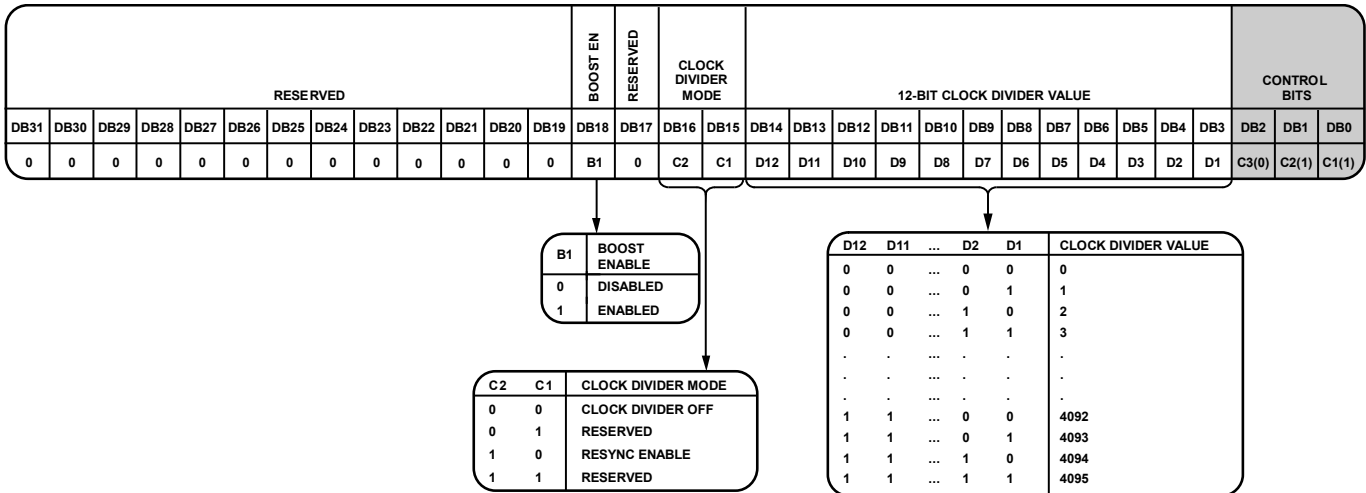 RESERVED
BOOST EN
RESERVED
CLOCK
DIVIDER
MODE
12-BIT CLOCK DIVIDER VALUE
CONTROL
BITS
DB31 DB30 DB29 DB28 DB27 DB26 DB25 DB24 DB23 DB22 DB21 DB20 DB19 DB18 DB17 DB16 DB15 DB14 DB13 DB12 DB11 DB10 DB9 DB8 DB7 DB6 DB5 DB4 DB3 DB2 DB1 DB0
0 0 0 0 0 0 0 0 0 0 0 0 0 B1 0 C2 C1 D12 D11 D10 D9 D8 D7 D6 D5 D4 D3 D2 D1 C3(0) C2(1) C1(1)
B1 BOOST
ENABLE
0 DISABLED
1 ENABLED
C2 C1 CLOCK DIVIDER MODE
0 0 CLOCK DIVIDER OFF
0 1 RESERVED
1 0 RESYNC ENABLE
1 1 RESERVED
D12 D11 ... D2 D1 CLOCK DIVIDER VALUE
0 0 ... 0 0 0
0 0 ... 0 1 1
0 0 ... 1 0 2
0 0 ... 1 1 3
. . ... . . .
. . ... . . .
. . ... . . .
1 1 ... 0 0 4092
1 1 ... 0 1 4093
1 1 ... 1 0 4094
1 1 ... 1 1 4095